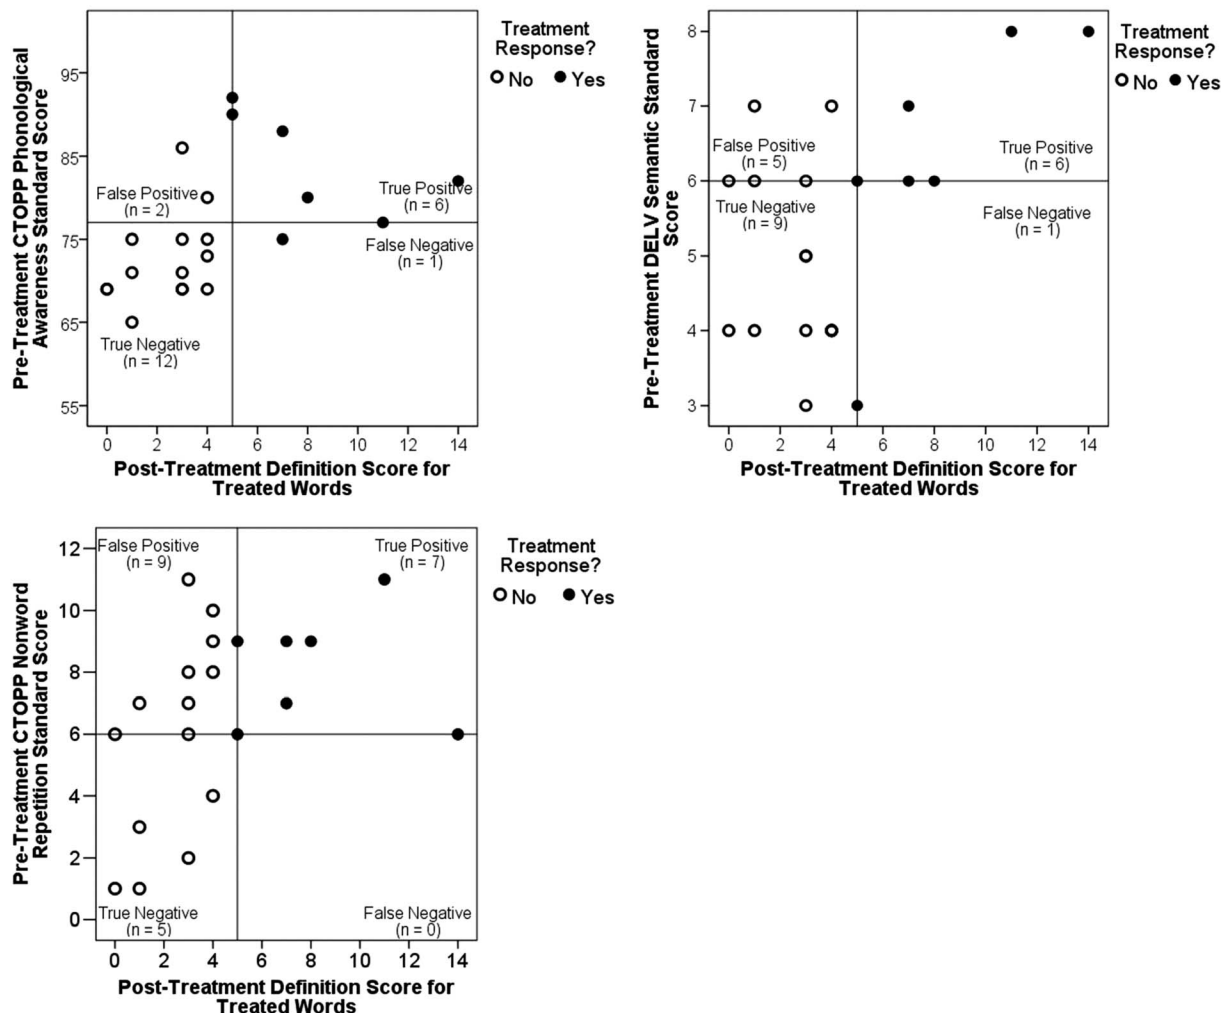 Pre-Treatment CTOPP Phonological
Awareness Standard Score
95
85
75
65
55
False Positive
(n = 2)
True Positive
(n = 6)
False Negative
(n = 1)
True Negative
(n = 12)
0 2 4 6 8 10 12 14
Post-Treatment Definition Score for
Treated Words
Treatment
Response?
No Yes
Pre-Treatment DELV Semantic Standard
Score
8
7
6
5
4
3
False Positive
(n = 5)
True Positive
(n = 6)
True Negative
(n = 9)
False Negative
(n = 1)
0 2 4 6 8 10 12 14
Post-Treatment Definition Score for
Treated Words
Treatment
Response?
No Yes
Pre-Treatment CTOPP Nonword
Repetition Standard Score
12
10
8
6
4
2
0
False Positive
(n = 9)
True Positive
(n = 7)
True Negative
(n = 5)
False Negative
(n = 0)
0 2 4 6 8 10 12 14
Post-Treatment Definition Score for
Treated Words
Treatment
Response?
No Yes